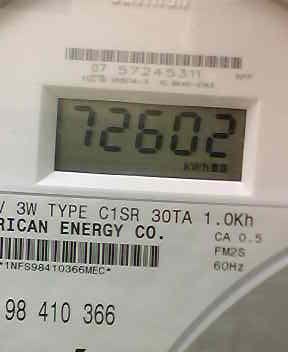 07 57245311
72602
kWh
V 3W TYPE C1SR 30TA 1.0Kh
RICAN ENERGY CO.
CA 0.5
FM2S
*1NFS98410366MEC*
60Hz
98 410 366